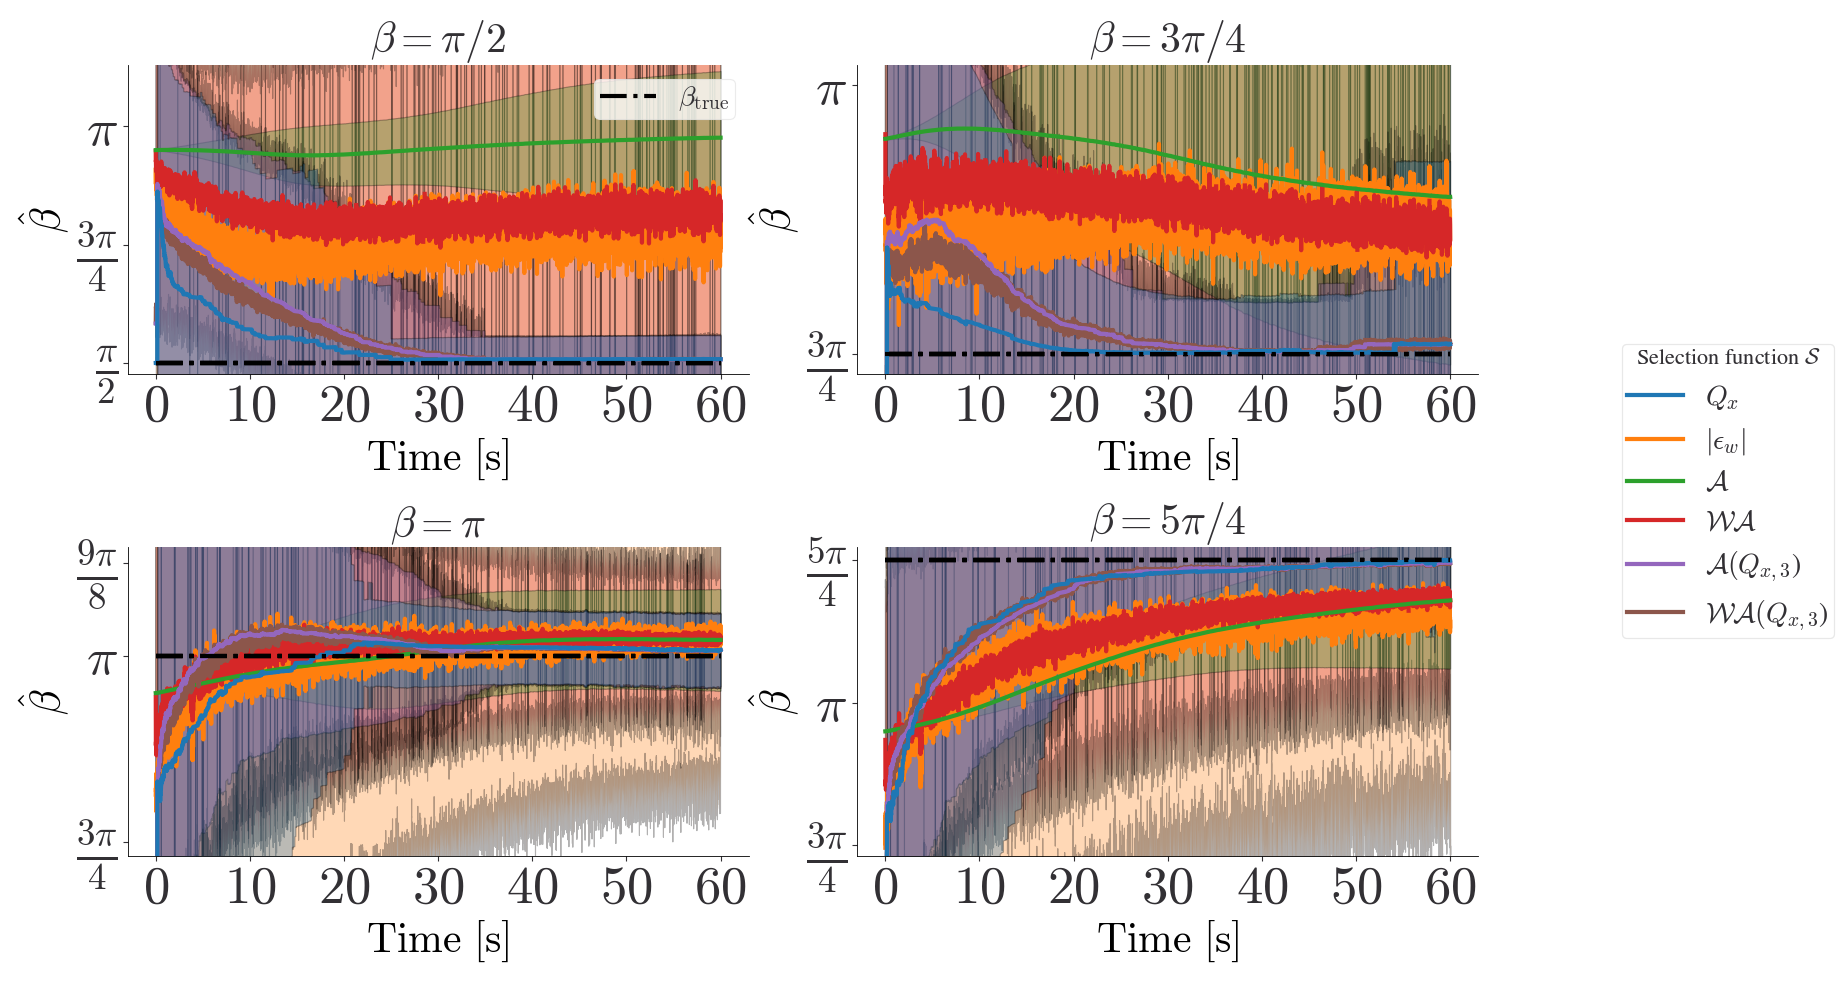 β = π/2
β_true
π
3π/4
π/2
β̂
0 10 20 30 40 50 60
Time [s]
β = 3π/4
π
3π/4
β̂
0 10 20 30 40 50 60
Time [s]
β = π
9π/8
π
3π/4
β̂
0 10 20 30 40 50 60
Time [s]
β = 5π/4
5π/4
π
3π/4
β̂
0 10 20 30 40 50 60
Time [s]
Selection function 𝒮
Q_x
|ϵ_w|
𝒜
𝒲𝒜
𝒜(Q_{x,3})
𝒲𝒜(Q_{x,3})